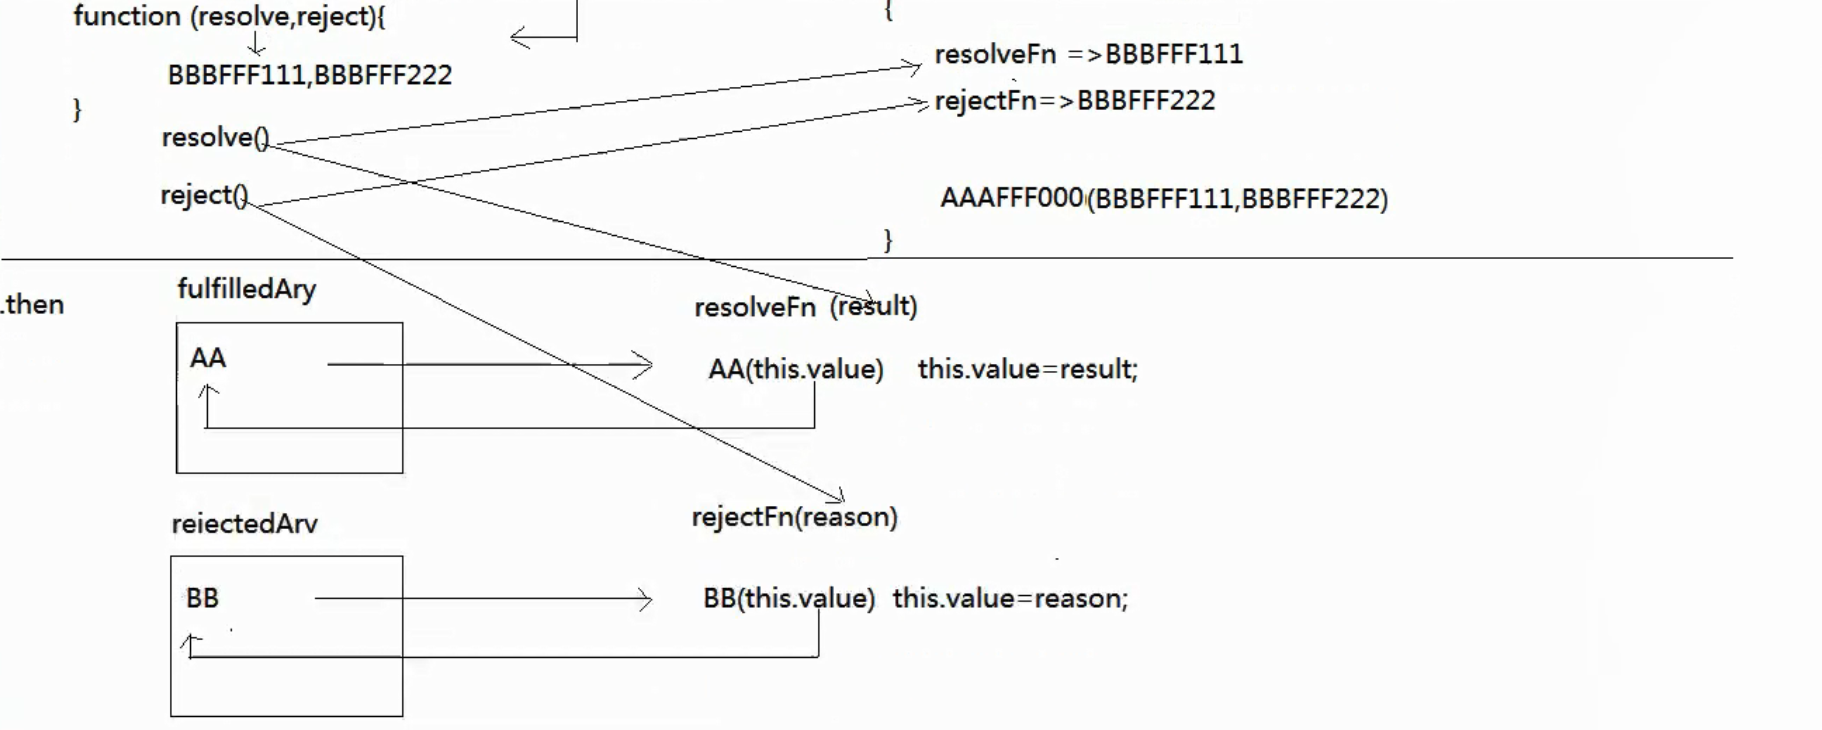 function (resolve,reject){
BBBFFF111,BBBFFF222
}
resolve()
reject()
{
resolveFn =>BBBFFF111
rejectFn=>BBBFFF222
AAAFFF000(BBBFFF111,BBBFFF222)
}
.then
fulfilledAry
AA
resolveFn (result)
AA(this.value) this.value=result;
rejectedAry
BB
rejectFn(reason)
BB(this.value) this.value=reason;